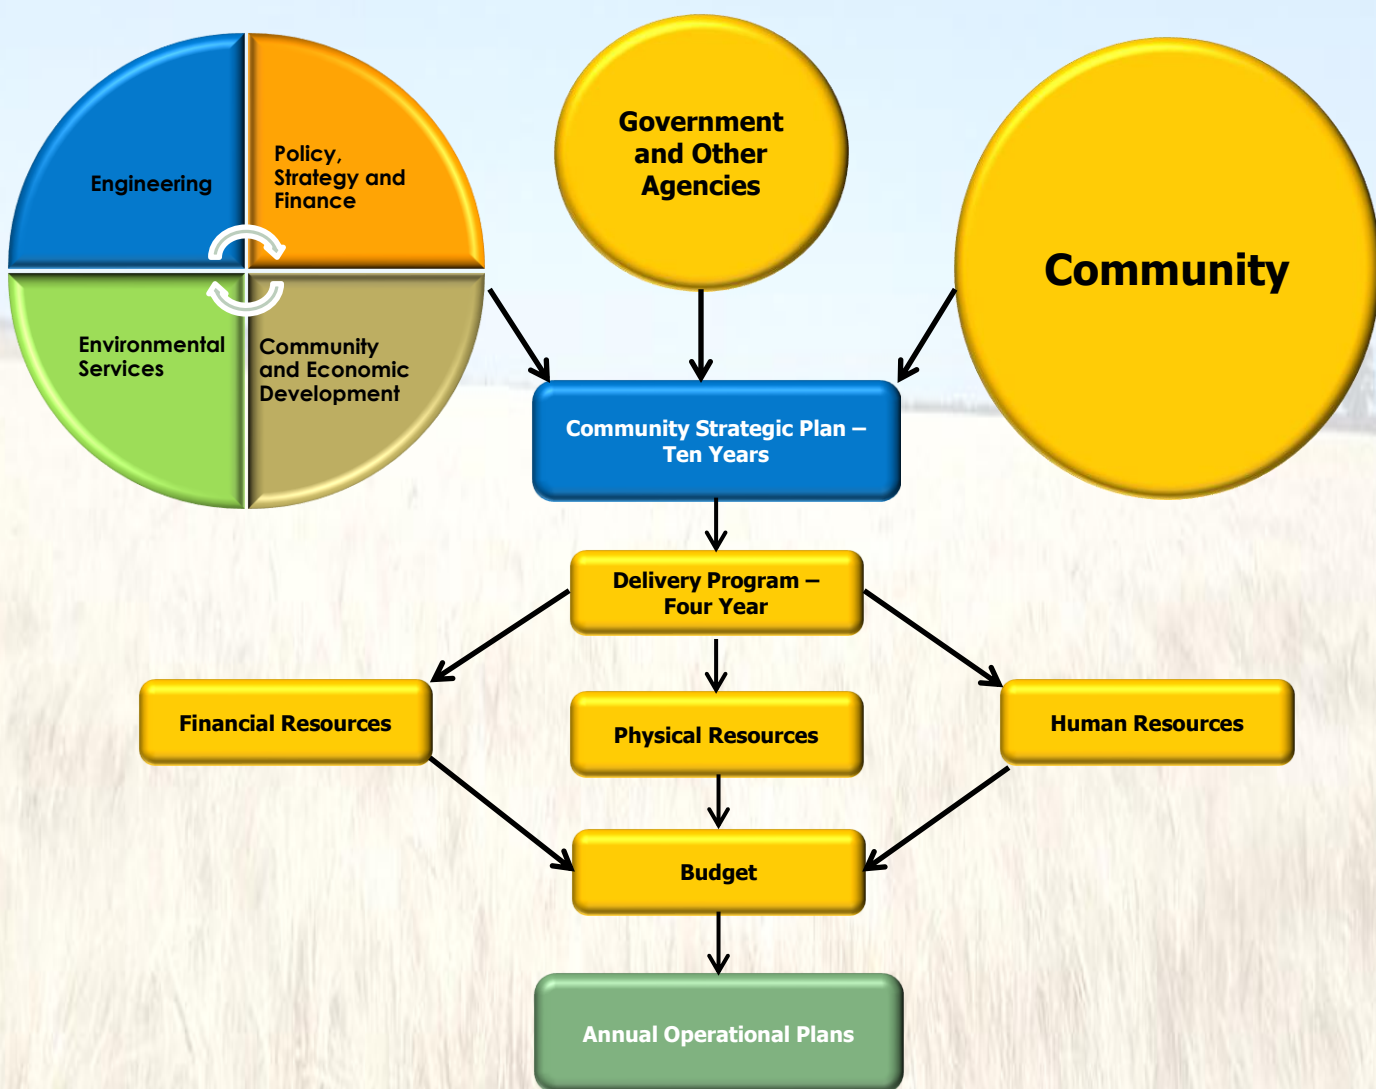 Engineering
Policy,
Strategy and
Finance
Environmental
Services
Community
and Economic
Development
Government
and Other
Agencies
Community
Community Strategic Plan –
Ten Years
Delivery Program –
Four Year
Financial Resources
Physical Resources
Human Resources
Budget
Annual Operational Plans